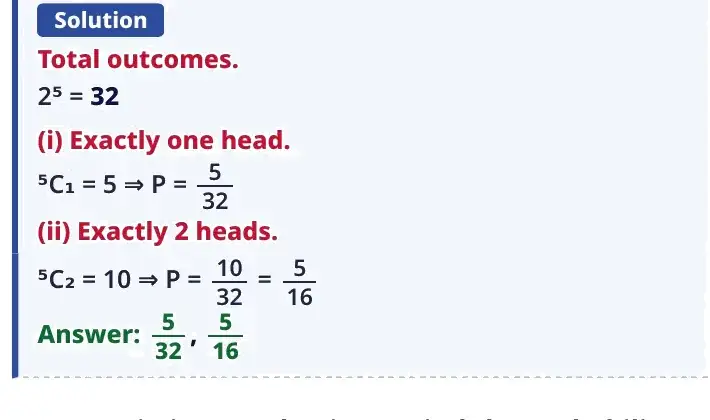 Solution
Total outcomes.
2⁵ = 32
(i) Exactly one head.
⁵C₁ = 5 ⇒ P = 5/32
(ii) Exactly 2 heads.
⁵C₂ = 10 ⇒ P = 10/32 = 5/16
Answer: 5/32, 5/16